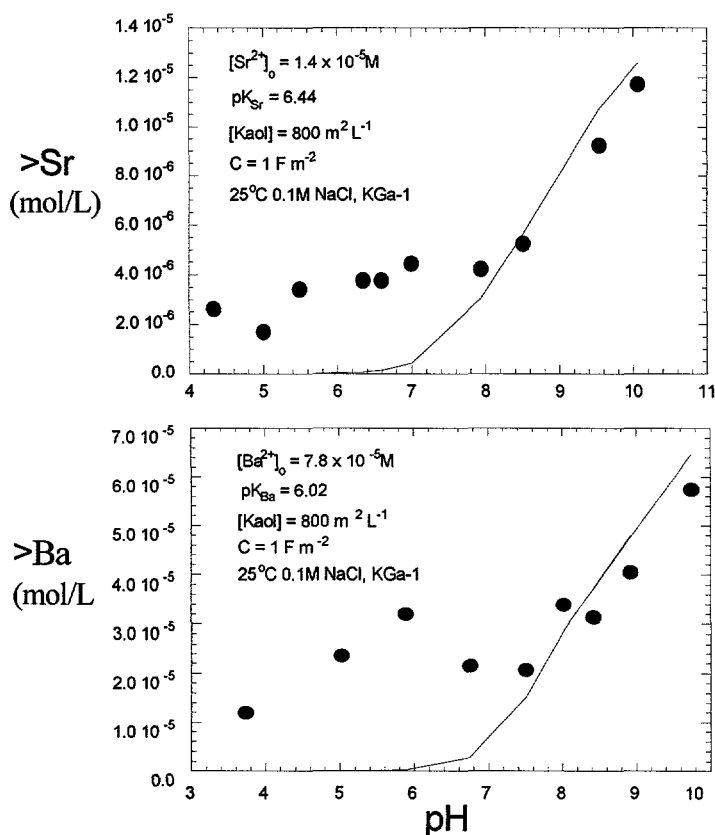 1.4 10⁻⁵
1.2 10⁻⁵
1.0 10⁻⁵
8.0 10⁻⁶
6.0 10⁻⁶
4.0 10⁻⁶
2.0 10⁻⁶
0.0
>Sr
(mol/L)
[Sr²⁺]ₒ = 1.4 x 10⁻⁵M
pK_Sr = 6.44
[Kaol] = 800 m² L⁻¹
C = 1 F m⁻²
25°C 0.1M NaCl, KGa-1
4 5 6 7 8 9 10 11
7.0 10⁻⁵
6.0 10⁻⁵
5.0 10⁻⁵
4.0 10⁻⁵
3.0 10⁻⁵
2.0 10⁻⁵
1.0 10⁻⁵
0.0
>Ba
(mol/L
[Ba²⁺]ₒ = 7.8 x 10⁻⁵M
pK_Ba = 6.02
[Kaol] = 800 m² L⁻¹
C = 1 F m⁻²
25°C 0.1M NaCl, KGa-1
3 4 5 6 7 8 9 10
pH